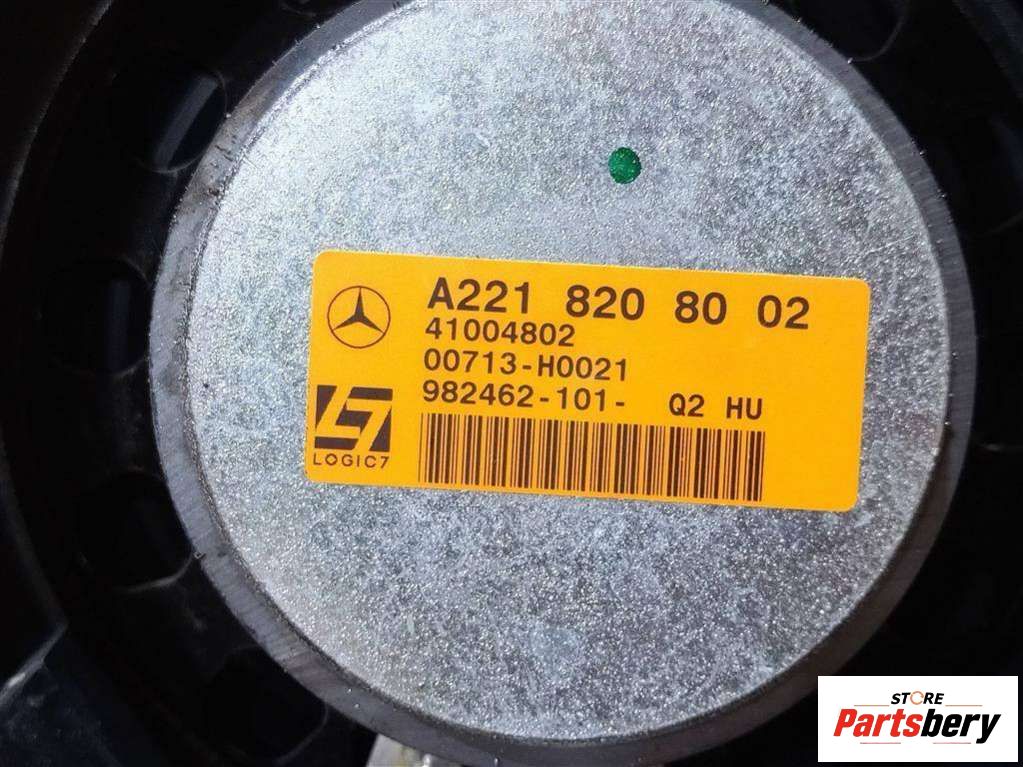 A221 820 80 02
41004802
00713-H0021
982462-101- Q2 HU
LOGIC7
STORE
Partsbery